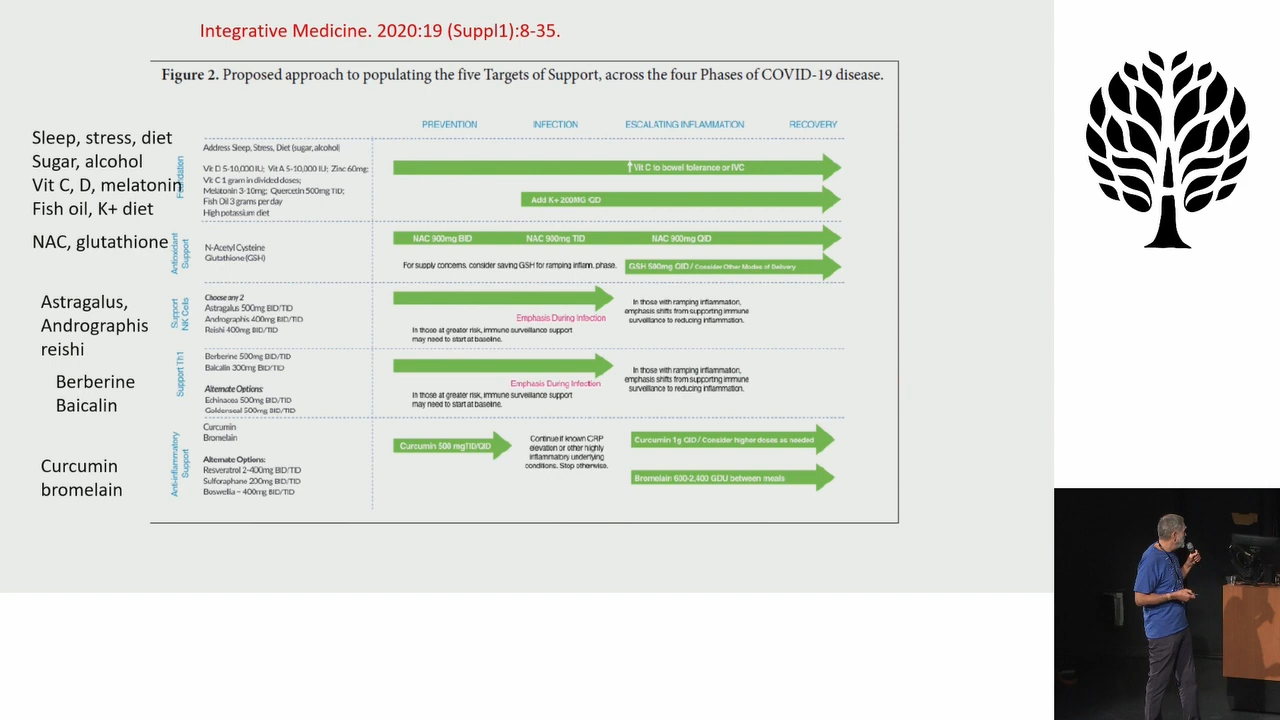 Integrative Medicine. 2020:19 (Suppl1):8-35.
Figure 2. Proposed approach to populating the five Targets of Support, across the four Phases of COVID-19 disease.
PREVENTION INFECTION ESCALATING INFLAMMATION RECOVERY
Sleep, stress, diet
Sugar, alcohol
Vit C, D, melatonin
Fish oil, K+ diet
Foundation
Address Sleep, Stress, Diet (sugar, alcohol)
Vit D 5-10,000 IU; Vit A 5-10,000 IU; Zinc 60mg;
Vit C 1 gram in divided doses;
Melatonin 3-10mg; Quercetin 500mg TID;
Fish Oil 3 grams per day
High potassium diet
↑Vit C to bowel tolerance or IVC
Add K+ 200MG QD
NAC, glutathione
Antioxidant
Support
N-Acetyl Cysteine
Glutathione (GSH)
NAC 900mg BID NAC 900mg TID NAC 900mg QID
For supply concerns, consider saving GSH for ramping inflam. phase.
GSH 500mg QID / Consider Other Modes of Delivery
Astragalus,
Andrographis
reishi
Support
NK Cells
Choose any 2
Astragalus 500mg BID/TID
Andrographis 400mg BID/TID
Reishi 400mg BID/TID
Emphasis During Infection
In those at greater risk, immune surveillance support
may need to start at baseline.
In those with ramping inflammation,
emphasis shifts from supporting immune
surveillance to reducing inflammation.
Berberine
Baicalin
Support Th1
Berberine 500mg BID/TID
Baicalin 300mg BID/TID
Alternate Options:
Echinacea 500mg BID/TID
Goldenseal 500mg BID/TID
Emphasis During Infection
In those at greater risk, immune surveillance support
may need to start at baseline.
In those with ramping inflammation,
emphasis shifts from supporting immune
surveillance to reducing inflammation.
Curcumin
bromelain
Anti-inflammatory
Support
Curcumin
Bromelain
Alternate Options:
Resveratrol 2-400mg BID/TID
Sulforaphane 200mg BID/TID
Boswellia – 400mg BID/TID
Curcumin 500 mgTID/QID
Continue if known CRP
elevation or other highly
inflammatory underlying
conditions. Stop otherwise.
Curcumin 1g QID / Consider higher doses as needed
Bromelain 600-2,400 GDU between meals